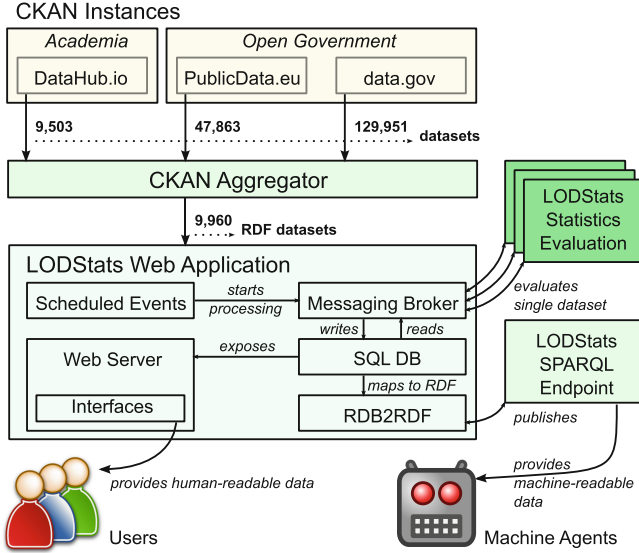 CKAN Instances
Academia
Open Government
DataHub.io
PublicData.eu
data.gov
9,503
47,863
129,951
datasets
CKAN Aggregator
9,960
RDF datasets
LODStats
Statistics
Evaluation
LODStats Web Application
Scheduled Events
starts
processing
Messaging Broker
evaluates
single dataset
writes
reads
Web Server
exposes
SQL DB
LODStats
SPARQL
Endpoint
maps to RDF
Interfaces
RDB2RDF
publishes
provides human-readable data
provides
machine-readable
data
Users
Machine Agents